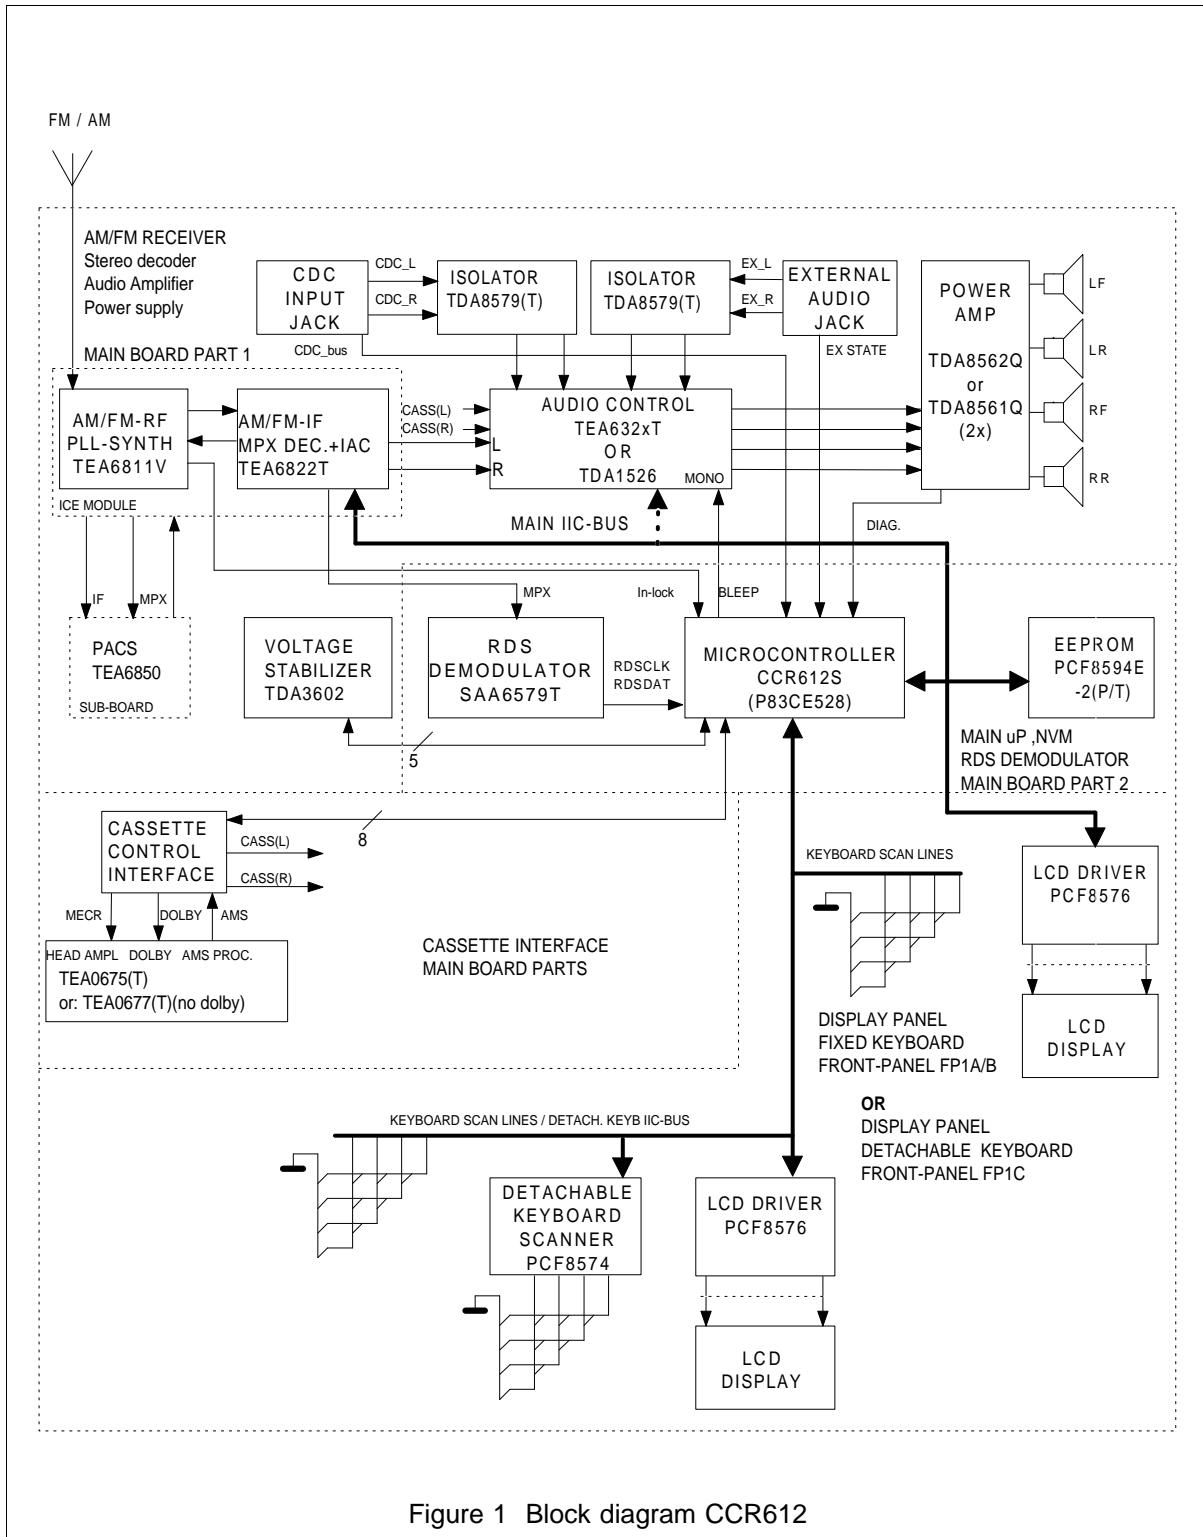 FM / AM
AM/FM RECEIVER
Stereo decoder
Audio Amplifier
Power supply
MAIN BOARD PART 1
CDC
INPUT
JACK
CDC_L
CDC_R
CDC_bus
ISOLATOR
TDA8579(T)
ISOLATOR
TDA8579(T)
EX_L
EX_R
EXTERNAL
AUDIO
JACK
EX STATE
POWER
AMP
TDA8562Q
or
TDA8561Q
(2x)
LF
LR
RF
RR
AM/FM-RF
PLL-SYNTH
TEA6811V
AM/FM-IF
MPX DEC.+IAC
TEA6822T
ICE MODULE
CASS(L)
CASS(R)
L
R
AUDIO CONTROL
TEA632xT
OR
TDA1526
MONO
MAIN IIC-BUS
DIAG.
IF
MPX
PACS
TEA6850
SUB-BOARD
MPX
In-lock
BLEEP
VOLTAGE
STABILIZER
TDA3602
RDS
DEMODULATOR
SAA6579T
RDSCLK
RDSDAT
MICROCONTROLLER
CCR612S
(P83CE528)
EEPROM
PCF8594E
-2(P/T)
5
MAIN uP ,NVM
RDS DEMODULATOR
MAIN BOARD PART 2
CASSETTE
CONTROL
INTERFACE
8
CASS(L)
CASS(R)
MECR
DOLBY
AMS
HEAD AMPL DOLBY AMS PROC.
TEA0675(T)
or: TEA0677(T)(no dolby)
CASSETTE INTERFACE
MAIN BOARD PARTS
KEYBOARD SCAN LINES
LCD DRIVER
PCF8576
LCD
DISPLAY
DISPLAY PANEL
FIXED KEYBOARD
FRONT-PANEL FP1A/B
OR
DISPLAY PANEL
DETACHABLE KEYBOARD
FRONT-PANEL FP1C
KEYBOARD SCAN LINES / DETACH. KEYB IIC-BUS
DETACHABLE
KEYBOARD
SCANNER
PCF8574
LCD DRIVER
PCF8576
LCD
DISPLAY
Figure 1 Block diagram CCR612